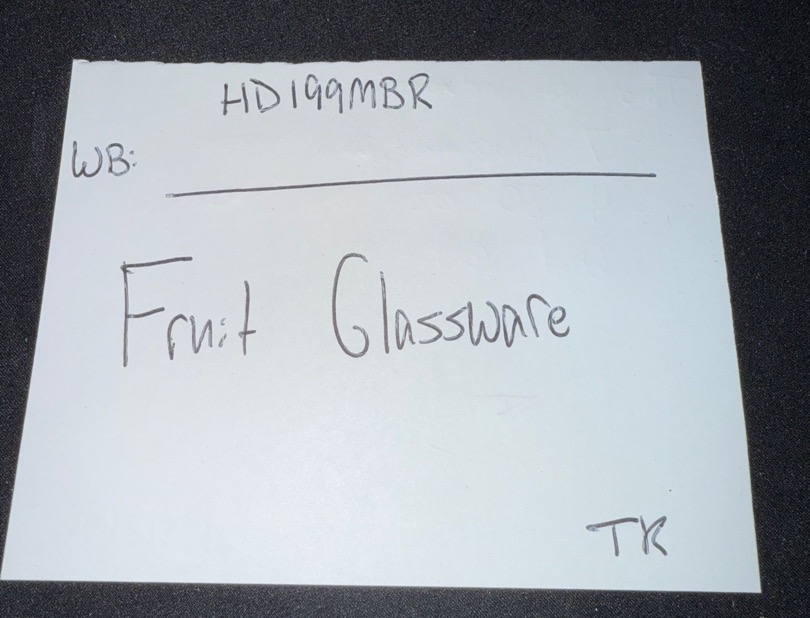 HD199MBR
WB:
Fruit Glassware
TK